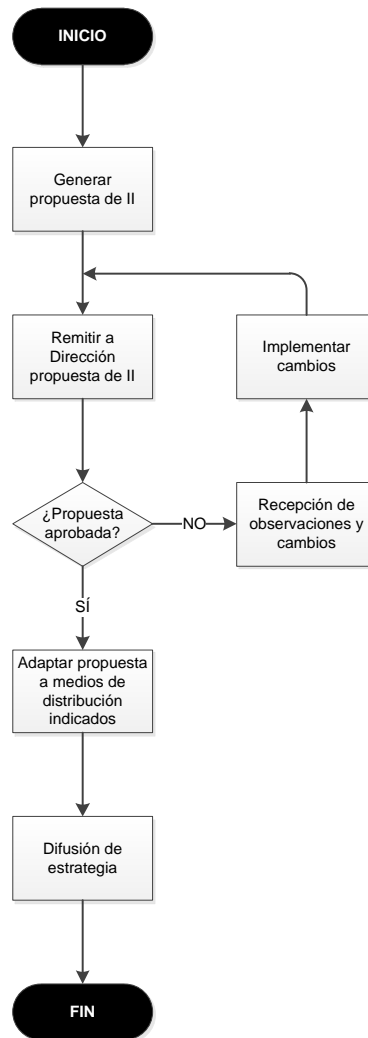 INICIO
Generar
propuesta de II
Remitir a
Dirección
propuesta de II
Implementar
cambios
¿Propuesta
aprobada?
NO
Recepción de
observaciones y
cambios
SÍ
Adaptar propuesta
a medios de
distribución
indicados
Difusión de
estrategia
FIN